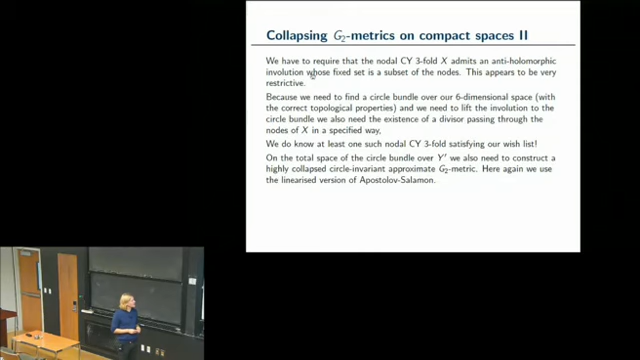 Collapsing G₂-metrics on compact spaces II
We have to require that the nodal CY 3-fold X admits an anti-holomorphic
involution whose fixed set is a subset of the nodes. This appears to be very
restrictive.
Because we need to find a circle bundle over our 6-dimensional space (with
the correct topological properties) and we need to lift the involution to the
circle bundle we also need the existence of a divisor passing through the
nodes of X in a specified way,
We do know at least one such nodal CY 3-fold satisfying our wish list!
On the total space of the circle bundle over Y′ we also need to construct a
highly collapsed circle-invariant approximate G₂-metric. Here again we use
the linearised version of Apostolov-Salamon.